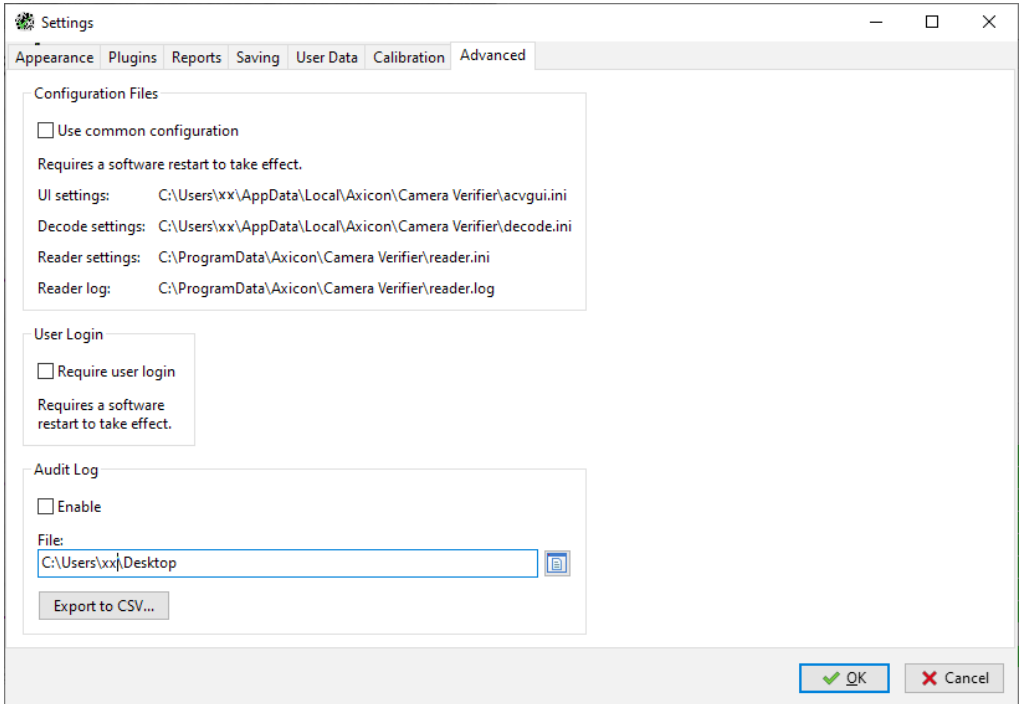 Settings
Appearance Plugins Reports Saving User Data Calibration Advanced
Configuration Files
Use common configuration
Requires a software restart to take effect.
UI settings: C:\Users\xx\AppData\Local\Axicon\Camera Verifier\acvgui.ini
Decode settings: C:\Users\xx\AppData\Local\Axicon\Camera Verifier\decode.ini
Reader settings: C:\ProgramData\Axicon\Camera Verifier\reader.ini
Reader log: C:\ProgramData\Axicon\Camera Verifier\reader.log
User Login
Require user login
Requires a software
restart to take effect.
Audit Log
Enable
File:
C:\Users\xx\Desktop
Export to CSV...
OK Cancel